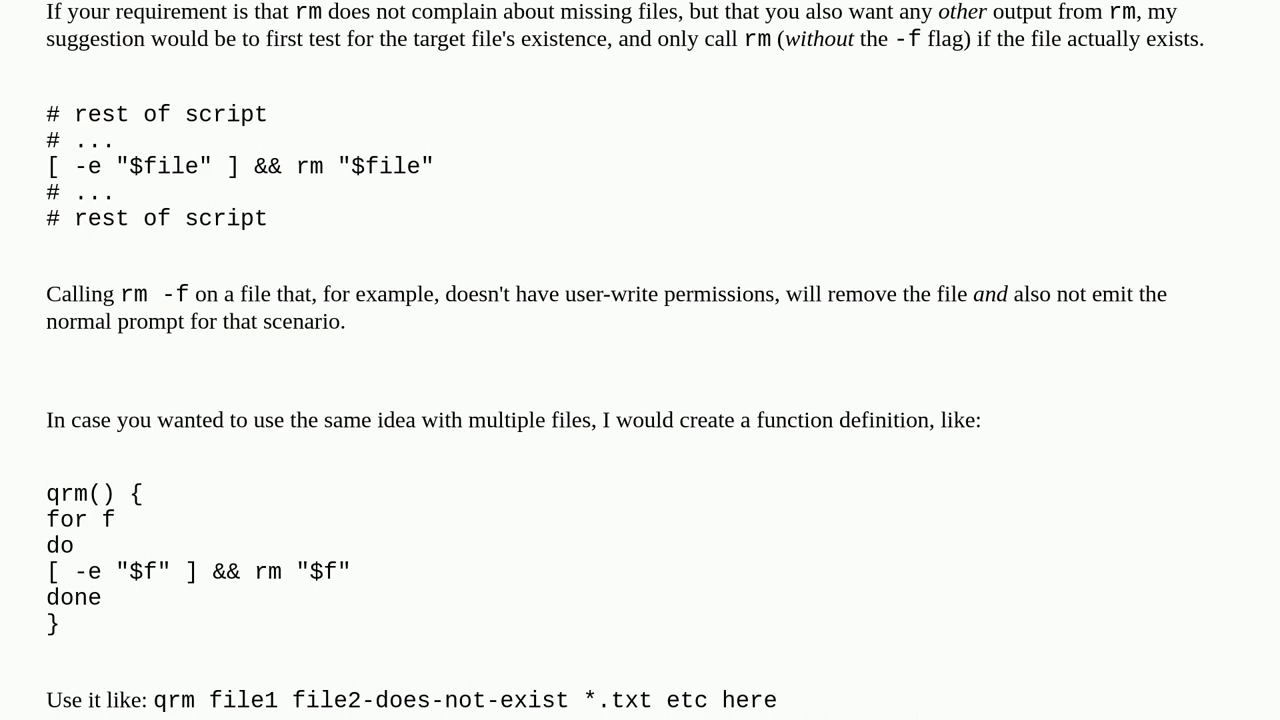 If your requirement is that rm does not complain about missing files, but that you also want any other output from rm, my
suggestion would be to first test for the target file's existence, and only call rm (without the -f flag) if the file actually exists.
# rest of script
# ...
[ -e "$file" ] && rm "$file"
# ...
# rest of script
Calling rm -f on a file that, for example, doesn't have user-write permissions, will remove the file and also not emit the
normal prompt for that scenario.
In case you wanted to use the same idea with multiple files, I would create a function definition, like:
qrm() {
for f
do
[ -e "$f" ] && rm "$f"
done
}
Use it like: qrm file1 file2-does-not-exist *.txt etc here